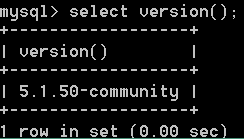 mysql> select version();
+------------------+
| version()        |
+------------------+
| 5.1.50-community |
+------------------+
1 row in set (0.00 sec)